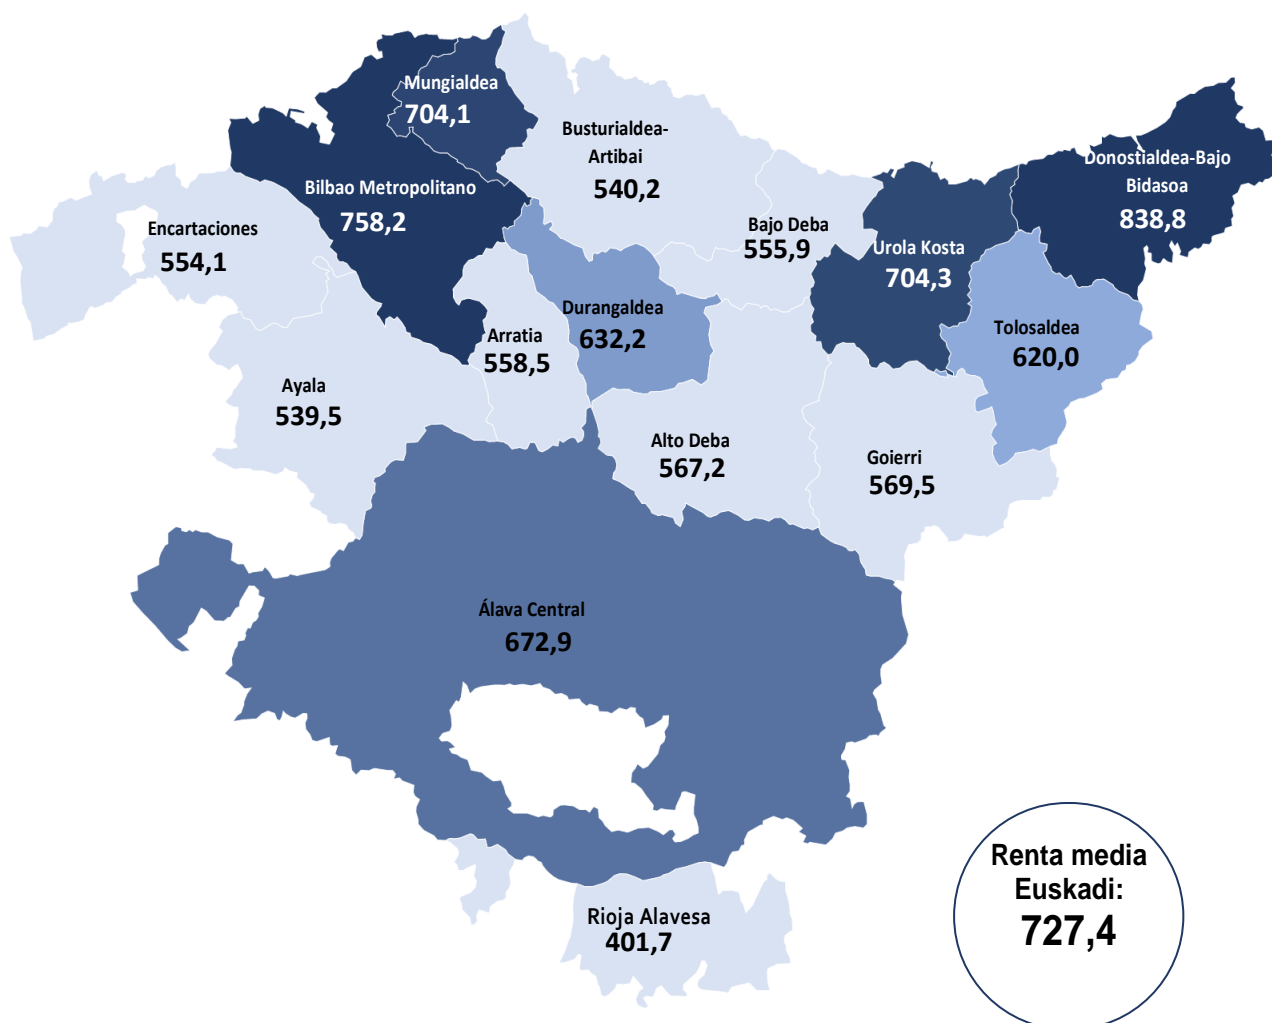 Mungialdea
704,1
Busturialdea-
Artibai
540,2
Donostialdea-Bajo
Bidasoa
838,8
Bilbao Metropolitano
758,2
Encartaciones
554,1
Bajo Deba
555,9
Urola Kosta
704,3
Durangaldea
632,2
Tolosaldea
620,0
Arratia
558,5
Ayala
539,5
Alto Deba
567,2
Goierri
569,5
Álava Central
672,9
Rioja Alavesa
401,7
Renta media
Euskadi:
727,4